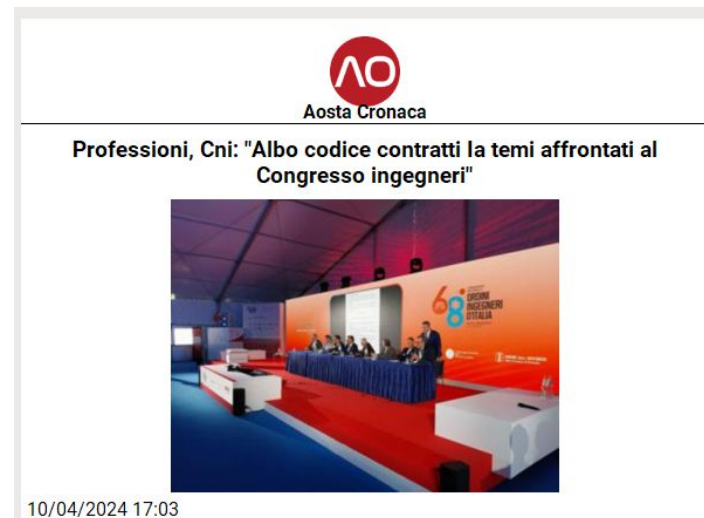 AO
Aosta Cronaca
Professioni, Cni: "Albo codice contratti Ia temi affrontati al
Congresso ingegneri"
68°
ORDINI
INGEGNERI
D'ITALIA
10/04/2024 17:03